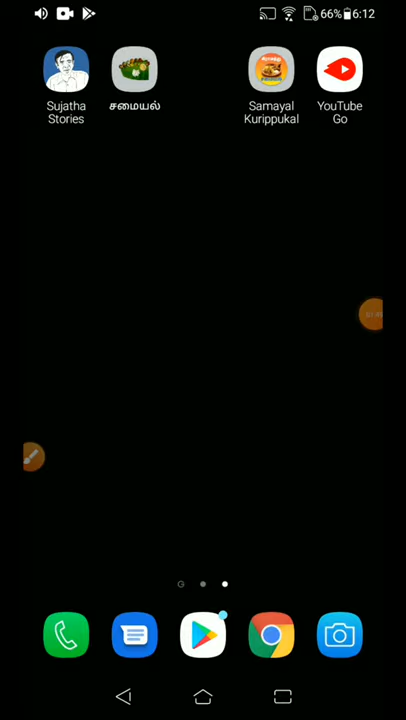 66% 6:12
Sujatha
Stories
சமையல்
Samayal
Kurippukal
YouTube
Go
G